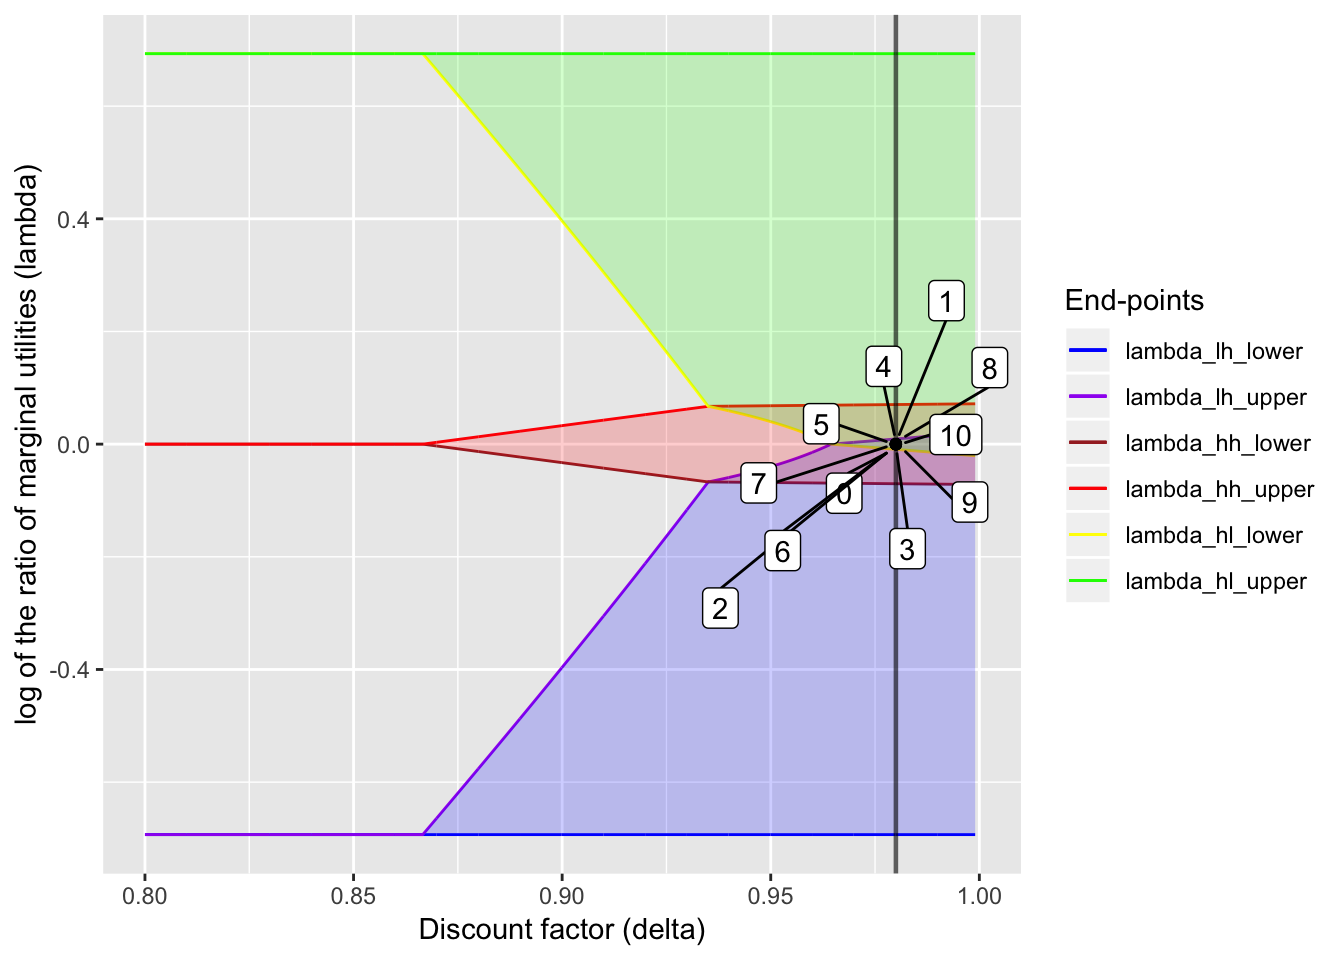 log of the ratio of marginal utilities (lambda)
0.4
0.0
-0.4
1
4
8
5
10
7
0
9
6
3
2
0.80
0.85
0.90
0.95
1.00
Discount factor (delta)
End-points
lambda_lh_lower
lambda_lh_upper
lambda_hh_lower
lambda_hh_upper
lambda_hl_lower
lambda_hl_upper